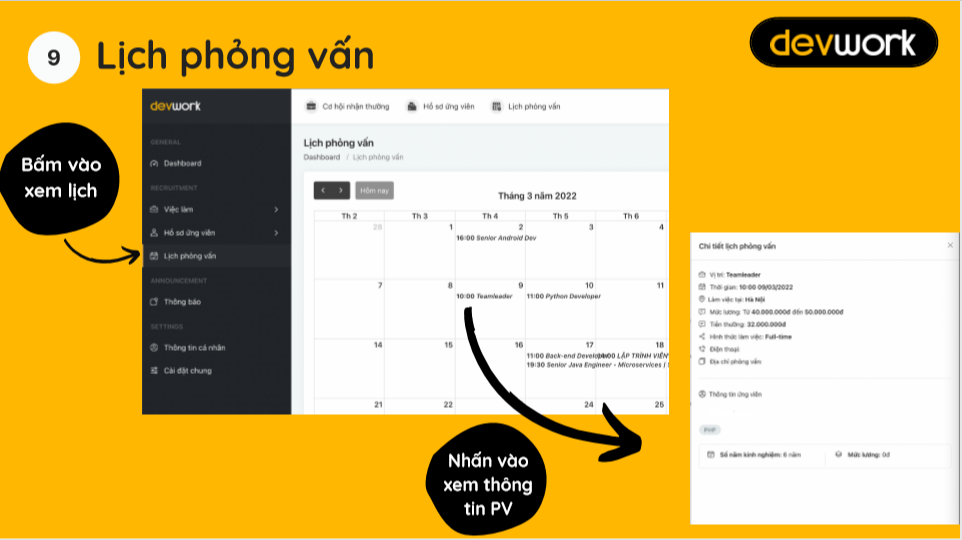 9
Lịch phỏng vấn
devwork
Bấm vào
xem lịch
devwork
GENERAL
Dashboard
RECRUITMENT
Việc làm
Hồ sơ ứng viên
Lịch phỏng vấn
ANNOUNCEMENT
Thông báo
SETTINGS
Thông tin cá nhân
Cài đặt chung
Cơ hội nhận thưởng Hồ sơ ứng viên Lịch phỏng vấn
Lịch phỏng vấn
Dashboard / Lịch phỏng vấn
< > Hôm nay
Tháng 3 năm 2022
Th 2 Th 3 Th 4 Th 5 Th 6
28 1 2 3 4
16:00 Senior Android Dev
7 8 9 10 11
10:00 Teamleader 11:00 Python Developer
14 15 16 17 18
11:00 Back-end Developer LẬP TRÌNH VIÊN
19:30 Senior Java Engineer - Microservices |
21 22 24 25
Nhấn vào
xem thông
tin PV
Chi tiết lịch phỏng vấn ×
Vị trí: Teamleader
Thời gian: 10:00 09/03/2022
Làm việc tại: Hà Nội
Mức lương: Từ 40.000.000đ đến 50.000.000đ
Tiền thưởng: 32.000.000đ
Hình thức làm việc: Full-time
Điện thoại:
Địa chỉ phỏng vấn:
Thông tin ứng viên
PHP
Số năm kinh nghiệm: 6 năm Mức lương: 0đ